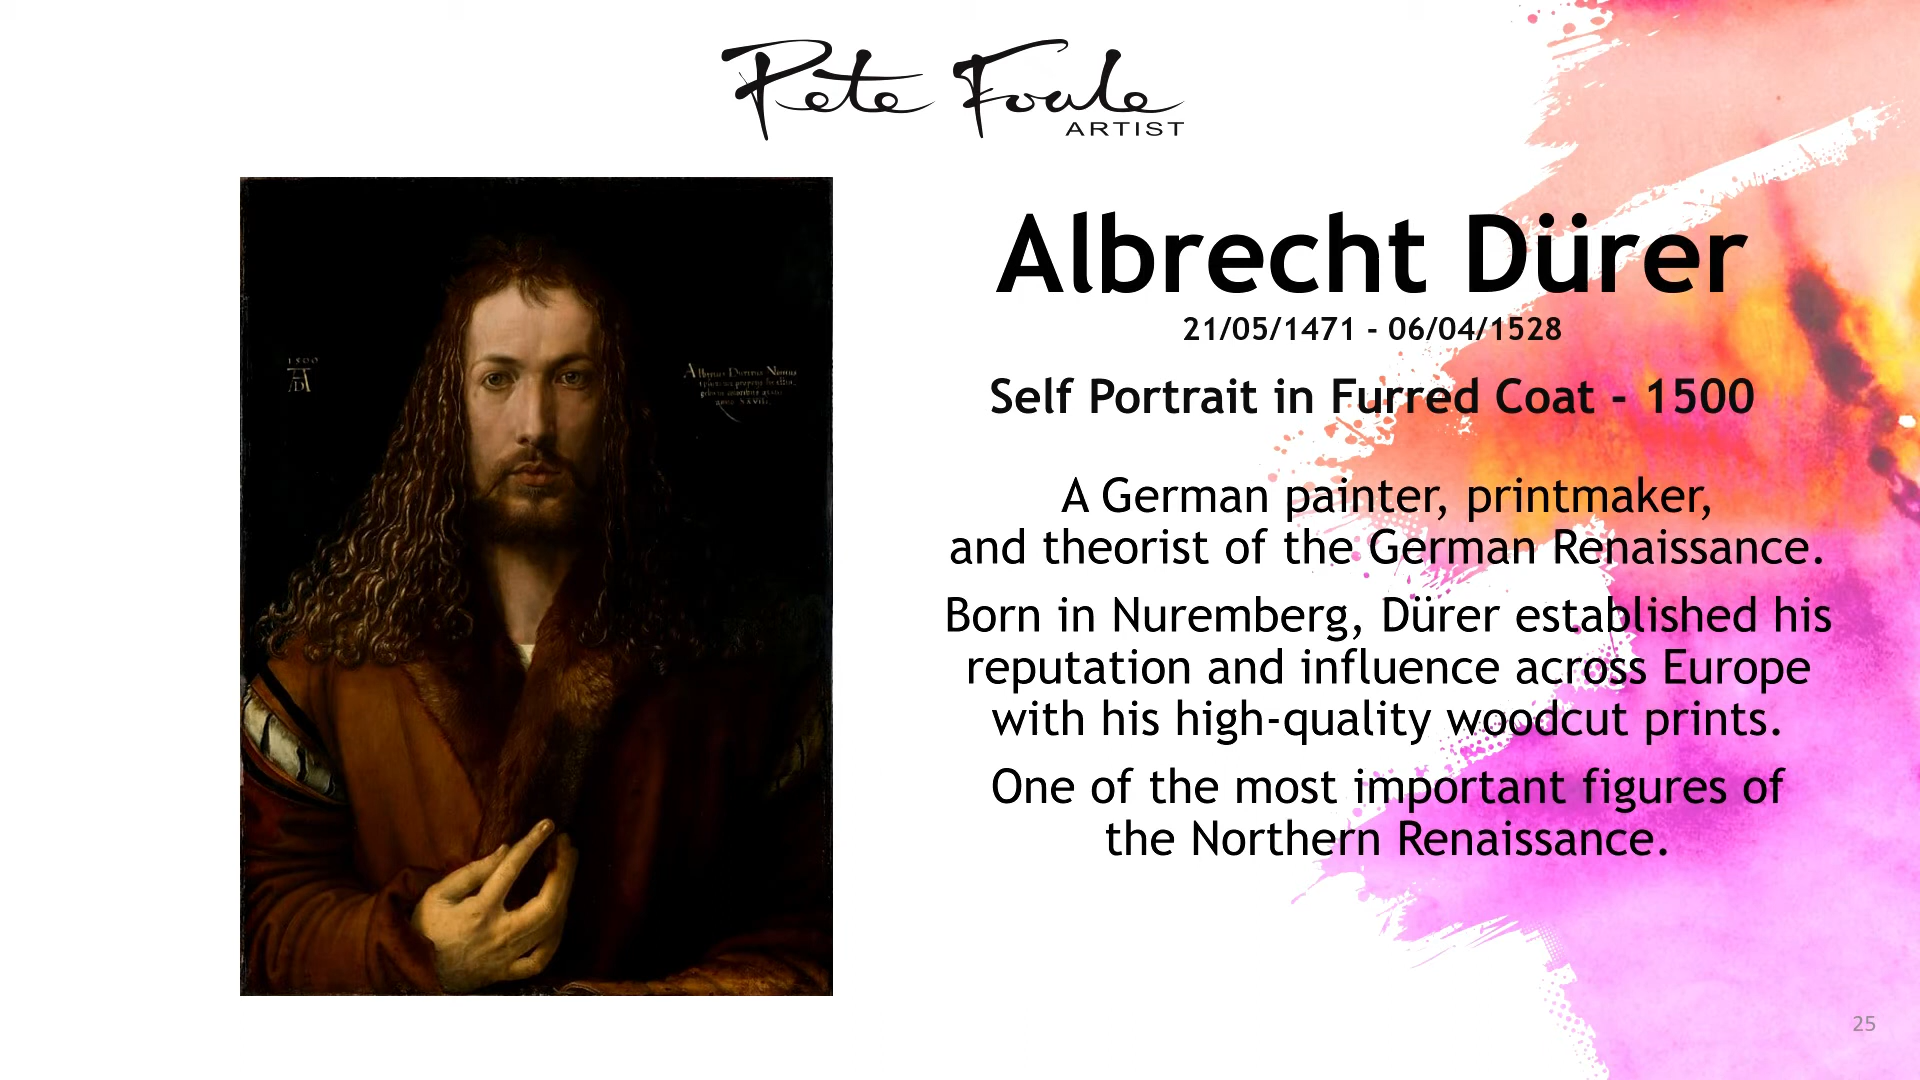 Pete Foale
ARTIST
1500
AD
Albrecht Dürer
21/05/1471 - 06/04/1528
Self Portrait in Furred Coat - 1500
A German painter, printmaker,
and theorist of the German Renaissance.
Born in Nuremberg, Dürer established his
reputation and influence across Europe
with his high-quality woodcut prints.
One of the most important figures of
the Northern Renaissance.
25